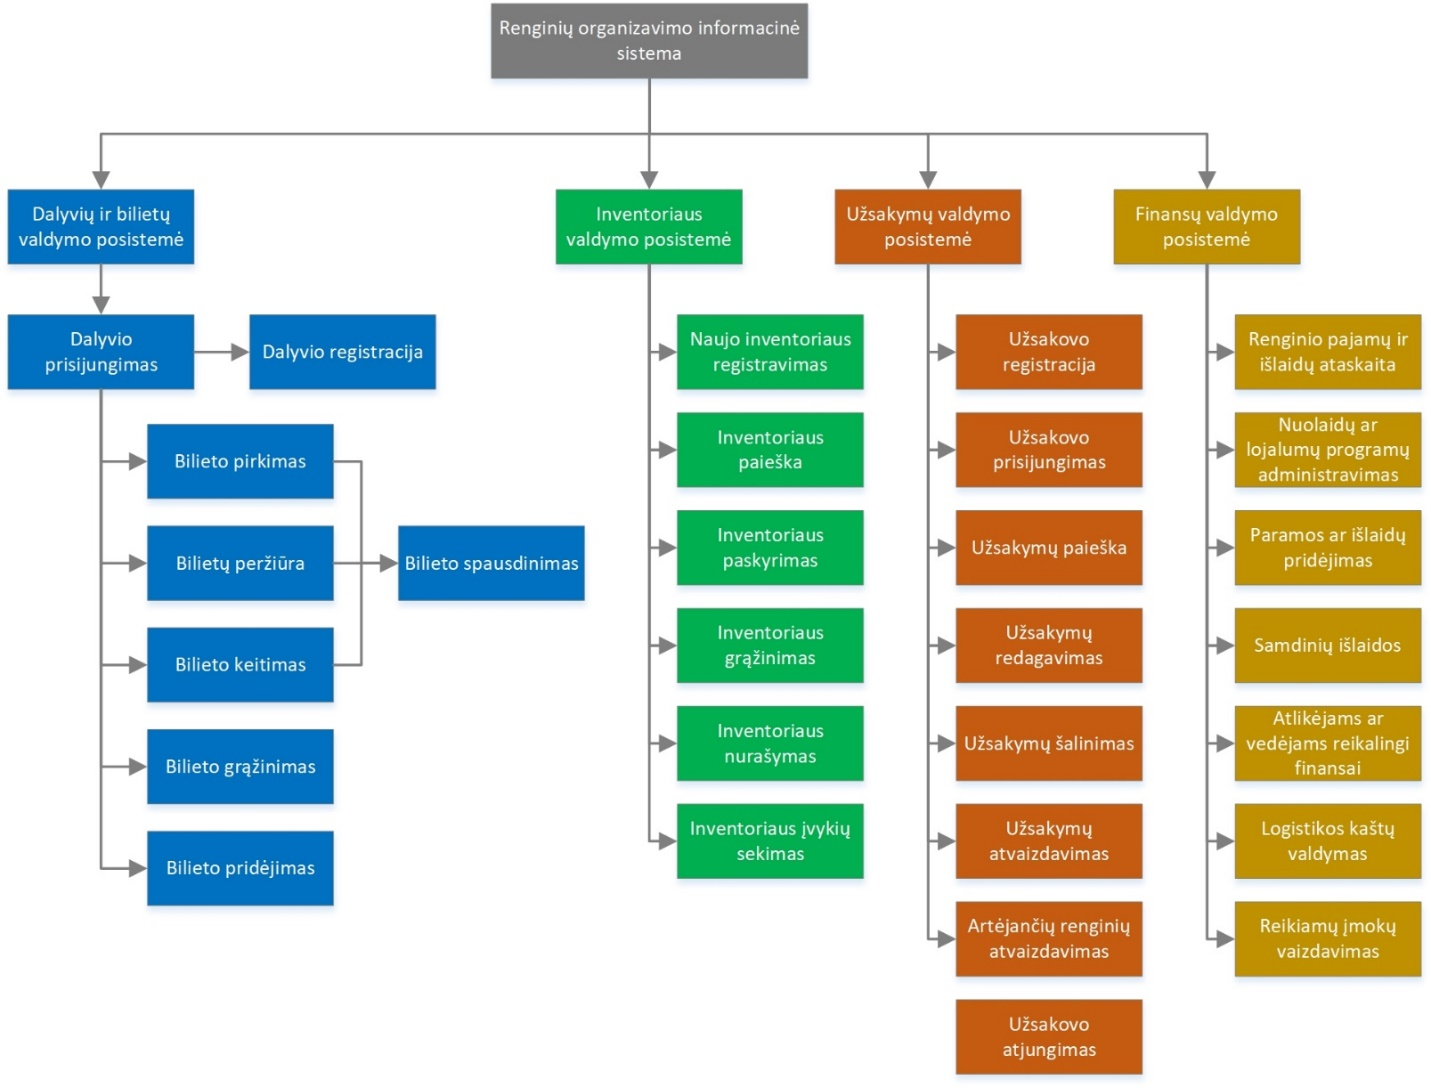 Renginių organizavimo informacinė
sistema
Dalyvių ir bilietų
valdymo posistemė
Dalyvio
prisijungimas
Dalyvio registracija
Bilieto pirkimas
Bilietų peržiūra
Bilieto keitimas
Bilieto spausdinimas
Bilieto grąžinimas
Bilieto pridėjimas
Inventoriaus
valdymo posistemė
Naujo inventoriaus
registravimas
Inventoriaus
paieška
Inventoriaus
paskyrimas
Inventoriaus
grąžinimas
Inventoriaus
nurašymas
Inventoriaus įvykių
sekimas
Užsakymų valdymo
posistemė
Užsakovo
registracija
Užsakovo
prisijungimas
Užsakymų paieška
Užsakymų
redagavimas
Užsakymų šalinimas
Užsakymų
atvaizdavimas
Artėjančių renginių
atvaizdavimas
Užsakovo
atjungimas
Finansų valdymo
posistemė
Renginio pajamų ir
išlaidų ataskaita
Nuolaidų ar
lojalumų programų
administravimas
Paramos ar išlaidų
pridėjimas
Samdinių išlaidos
Atlikėjams ar
vedėjams reikalingi
finansai
Logistikos kaštų
valdymas
Reikiamų įmokų
vaizdavimas